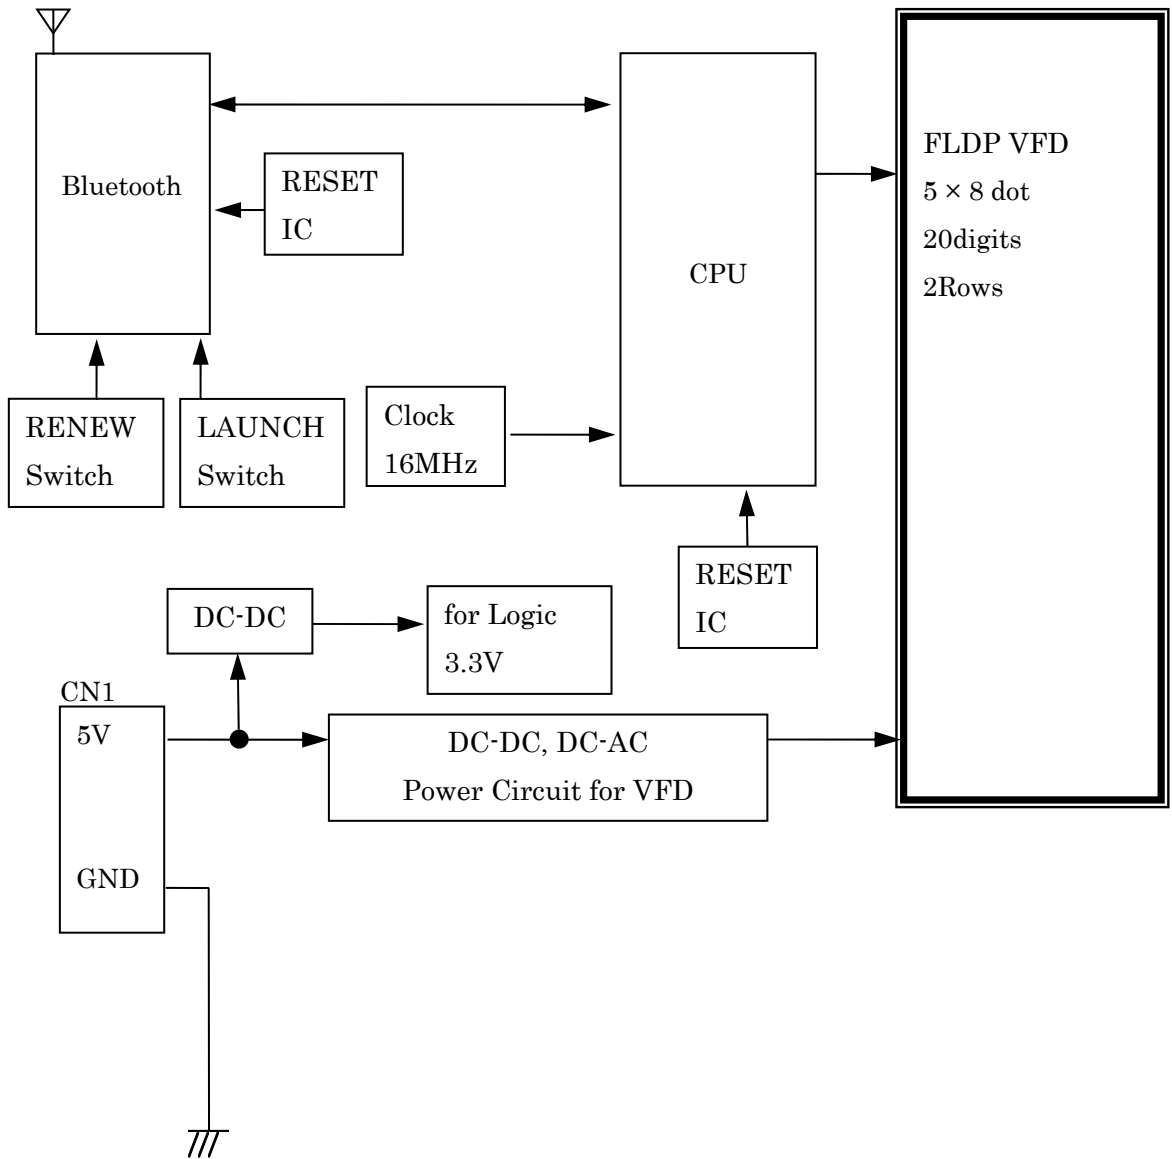 Bluetooth
RESET
IC
CPU
FLDP VFD
5 × 8 dot
20digits
2Rows
RENEW
Switch
LAUNCH
Switch
Clock
16MHz
RESET
IC
DC-DC
for Logic
3.3V
CN1
5V
GND
DC-DC, DC-AC
Power Circuit for VFD